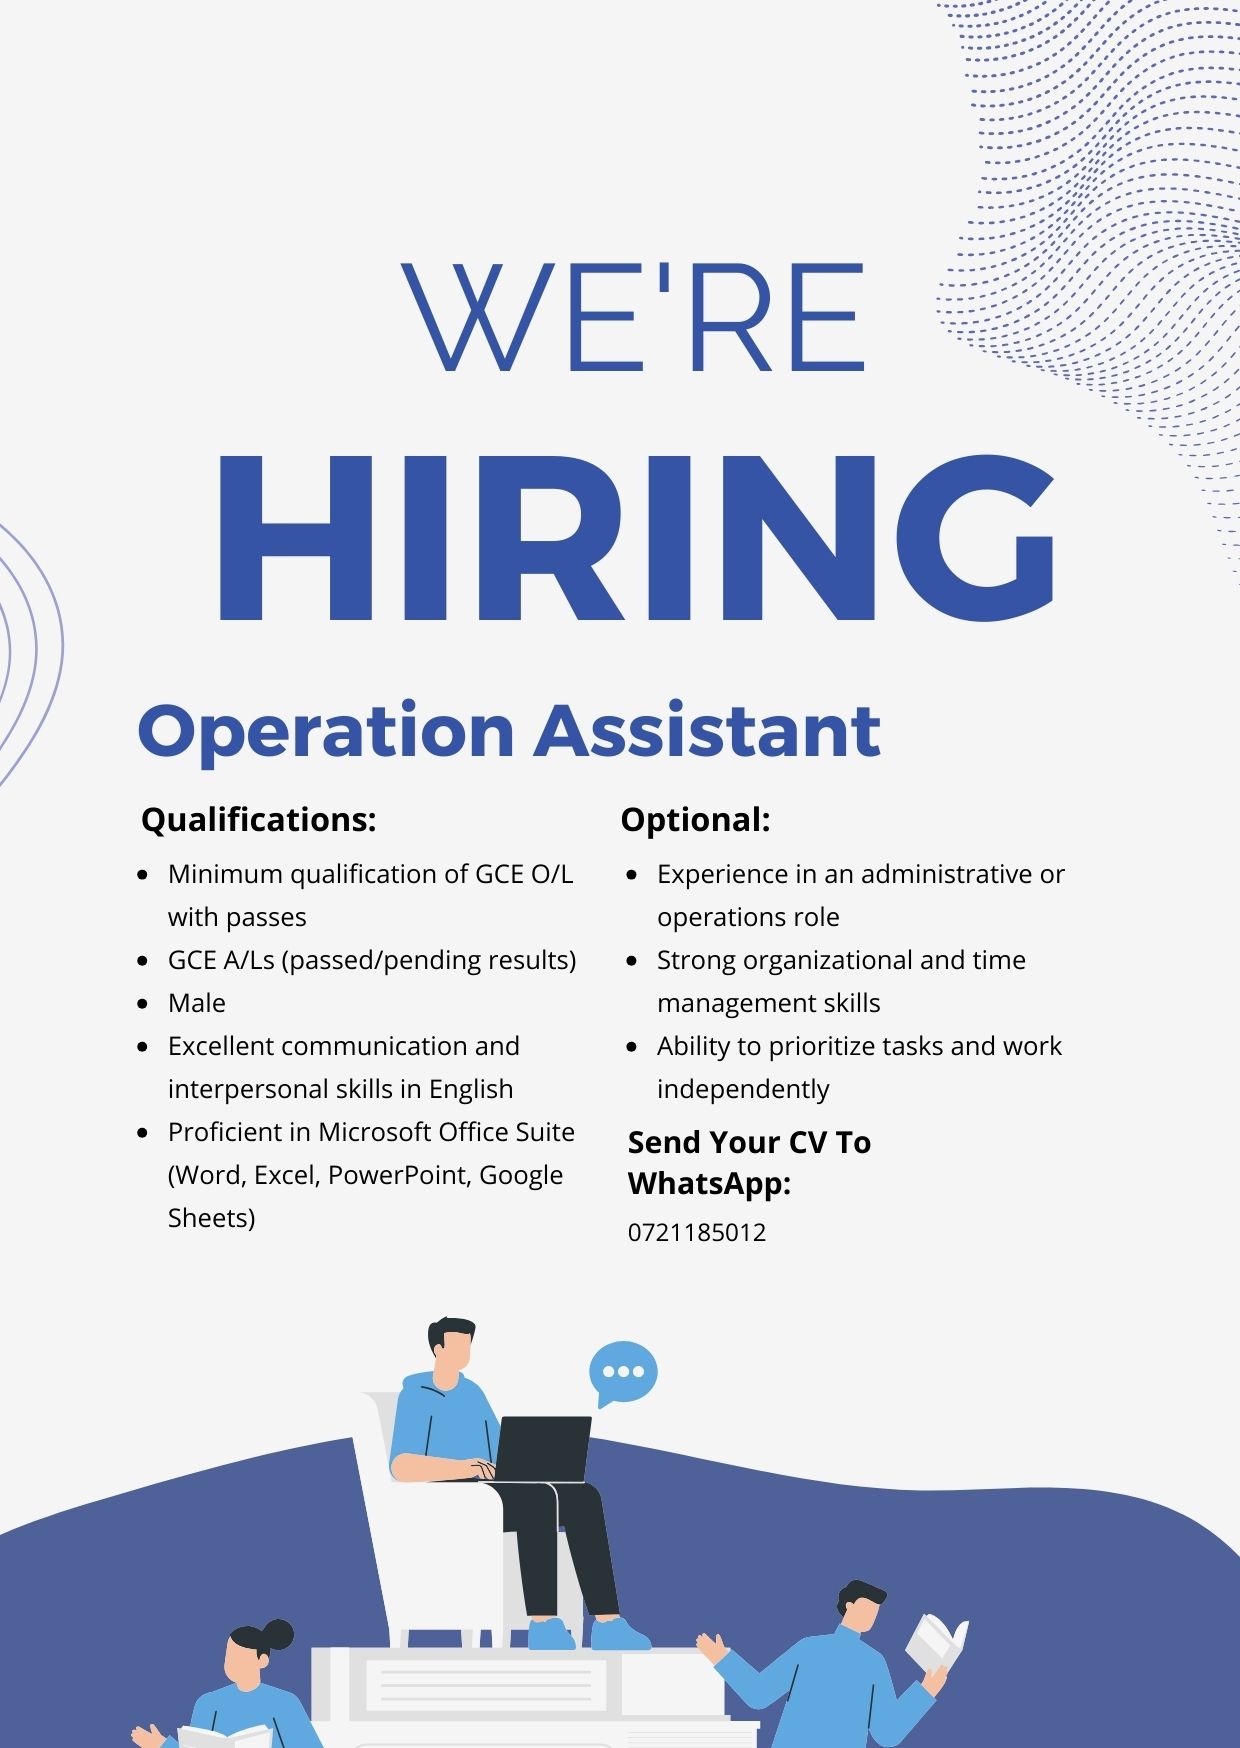 WE'RE
HIRING
Operation Assistant
Qualifications:
• Minimum qualification of GCE O/L
with passes
• GCE A/Ls (passed/pending results)
• Male
• Excellent communication and
interpersonal skills in English
• Proficient in Microsoft Office Suite
(Word, Excel, PowerPoint, Google
Sheets)
Optional:
• Experience in an administrative or
operations role
• Strong organizational and time
management skills
• Ability to prioritize tasks and work
independently
Send Your CV To
WhatsApp:
0721185012